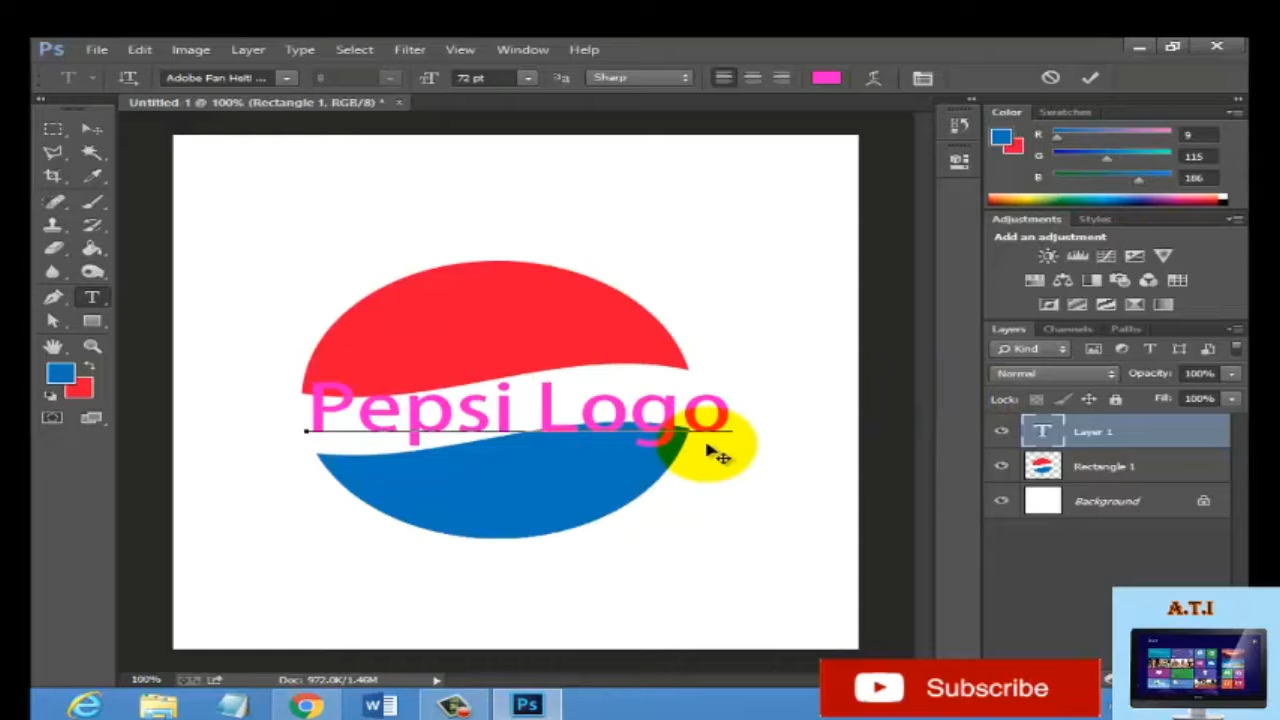 Ps File Edit Image Layer Type Select Filter View Window Help
T Adobe Fan Heiti ... 72 pt Sharp
Untitled 1 @ 100% (Rectangle 1, RGB/8) * ×
Color Swatches
R 9
G 115
B 186
Adjustments Styles
Add an adjustment
Layers Channels Paths
Kind
Normal Opacity: 100%
Lock: Fill: 100%
T Layer 1
Rectangle 1
Background
Pepsi Logo
100% Doc: 972.0K/1.46M
A.T.I
Subscribe
Ps